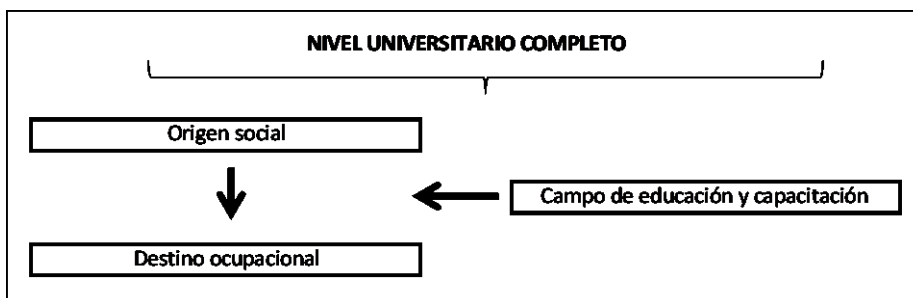 NIVEL UNIVERSITARIO COMPLETO
Origen social
Campo de educación y capacitación
Destino ocupacional